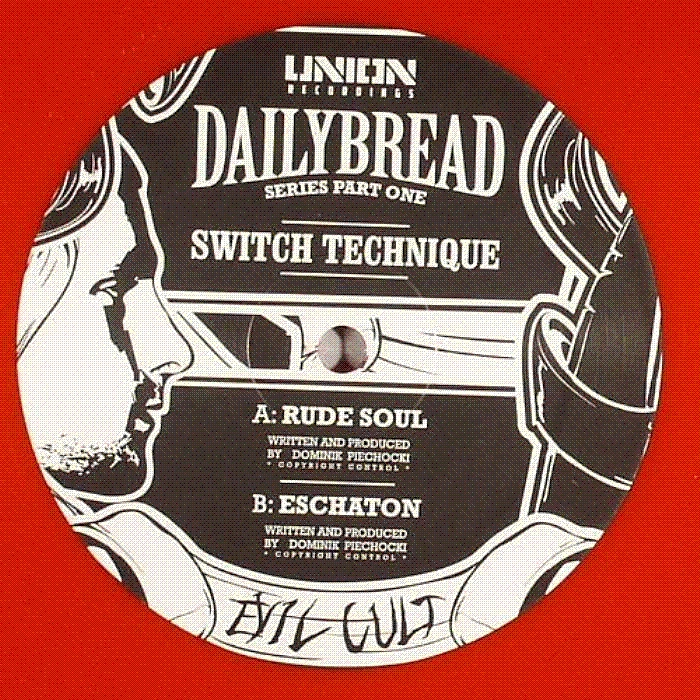 UNION
RECORDINGS
DAILYBREAD
SERIES PART ONE
SWITCH TECHNIQUE
A: RUDE SOUL
WRITTEN AND PRODUCED
BY DOMINIK PIECHOCKI
* COPYRIGHT CONTROL *
B: ESCHATON
WRITTEN AND PRODUCED
BY DOMINIK PIECHOCKI
* COPYRIGHT CONTROL *
EVIL CULT